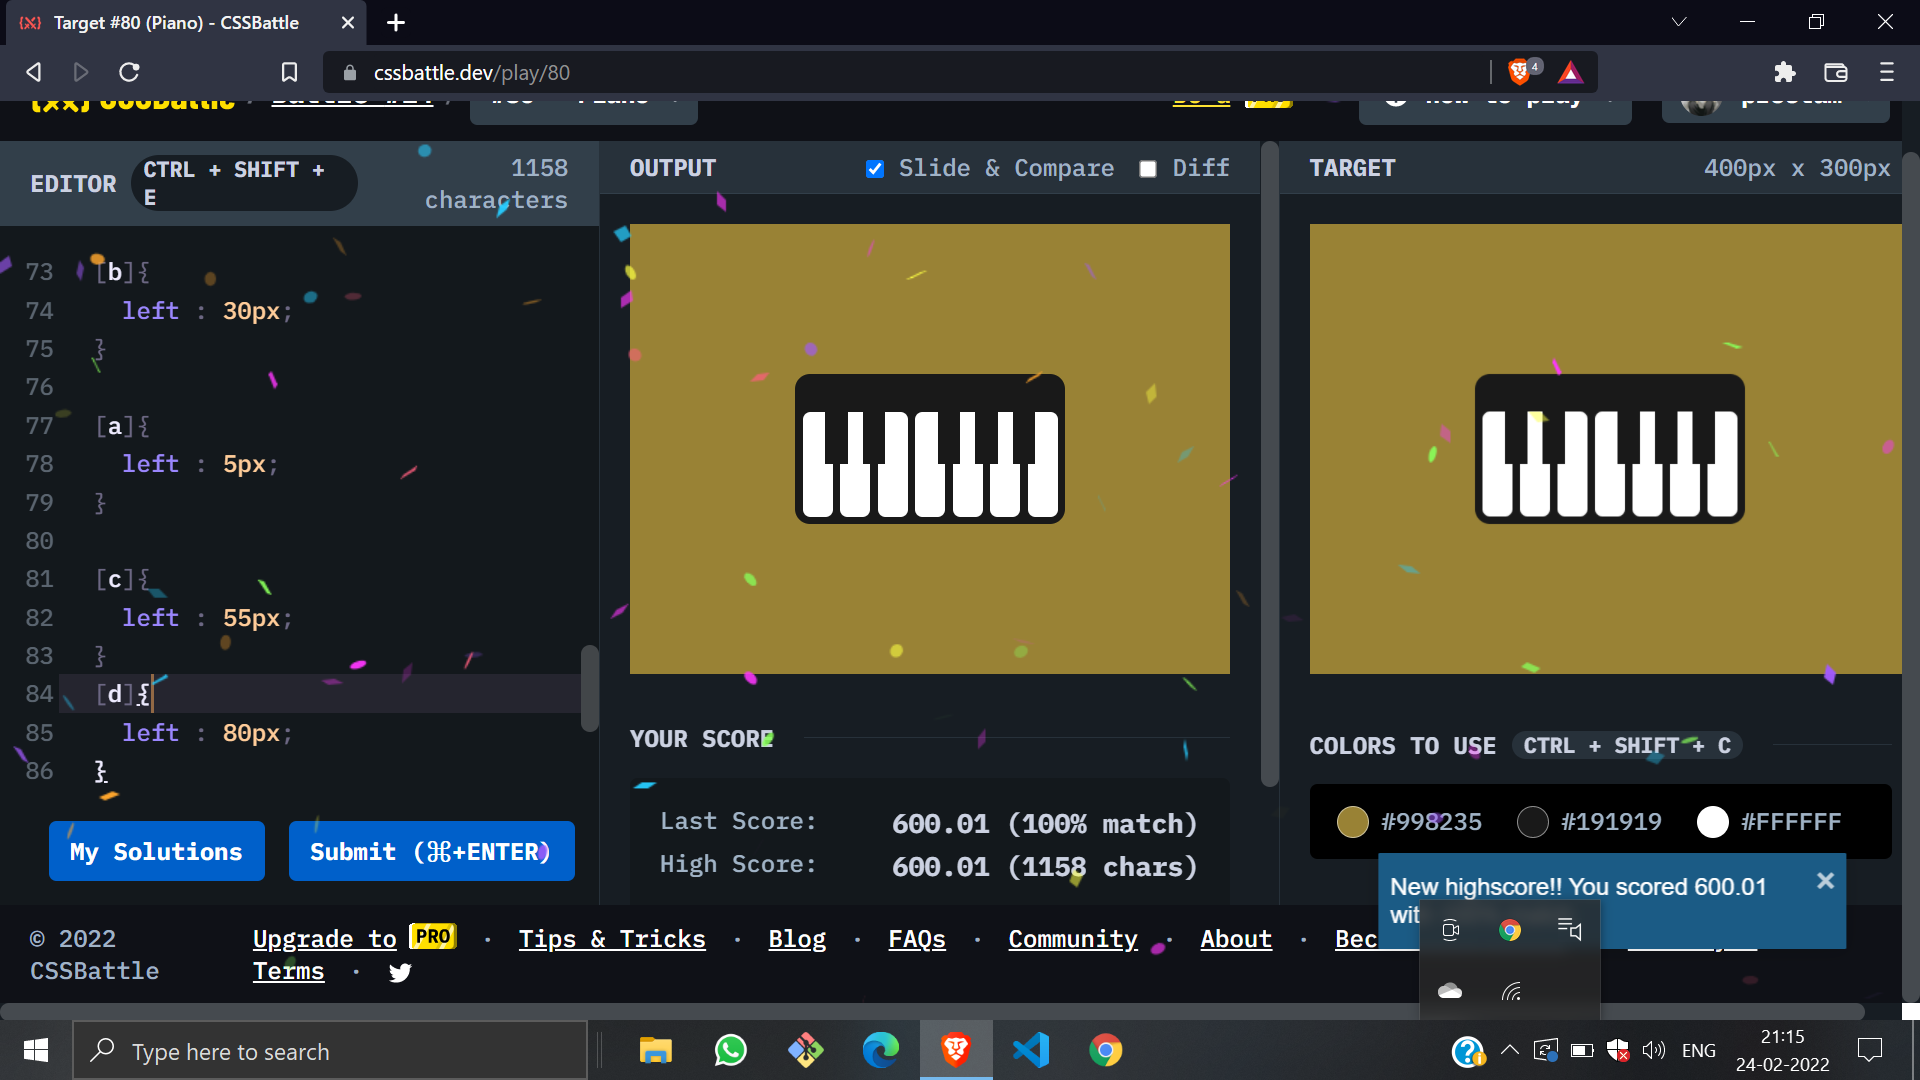 Target #80 (Piano) - CSSBattle
cssbattle.dev/play/80
4
EDITOR
CTRL + SHIFT + E
1158 characters
OUTPUT
Slide & Compare
Diff
TARGET
400px x 300px
73 [b]{
74 left : 30px;
75 }
76
77 [a]{
78 left : 5px;
79 }
80
81 [c]{
82 left : 55px;
83 }
84 [d]{
85 left : 80px;
86 }
My Solutions
Submit (⌘+ENTER)
YOUR SCORE
Last Score: 600.01 (100% match)
High Score: 600.01 (1158 chars)
COLORS TO USE
CTRL + SHIFT + C
#998235
#191919
#FFFFFF
New highscore!! You scored 600.01
wit
© 2022 CSSBattle
Upgrade to PRO · Tips & Tricks · Blog · FAQs · Community · About · Bec
Terms ·
Type here to search
ENG
21:15
24-02-2022